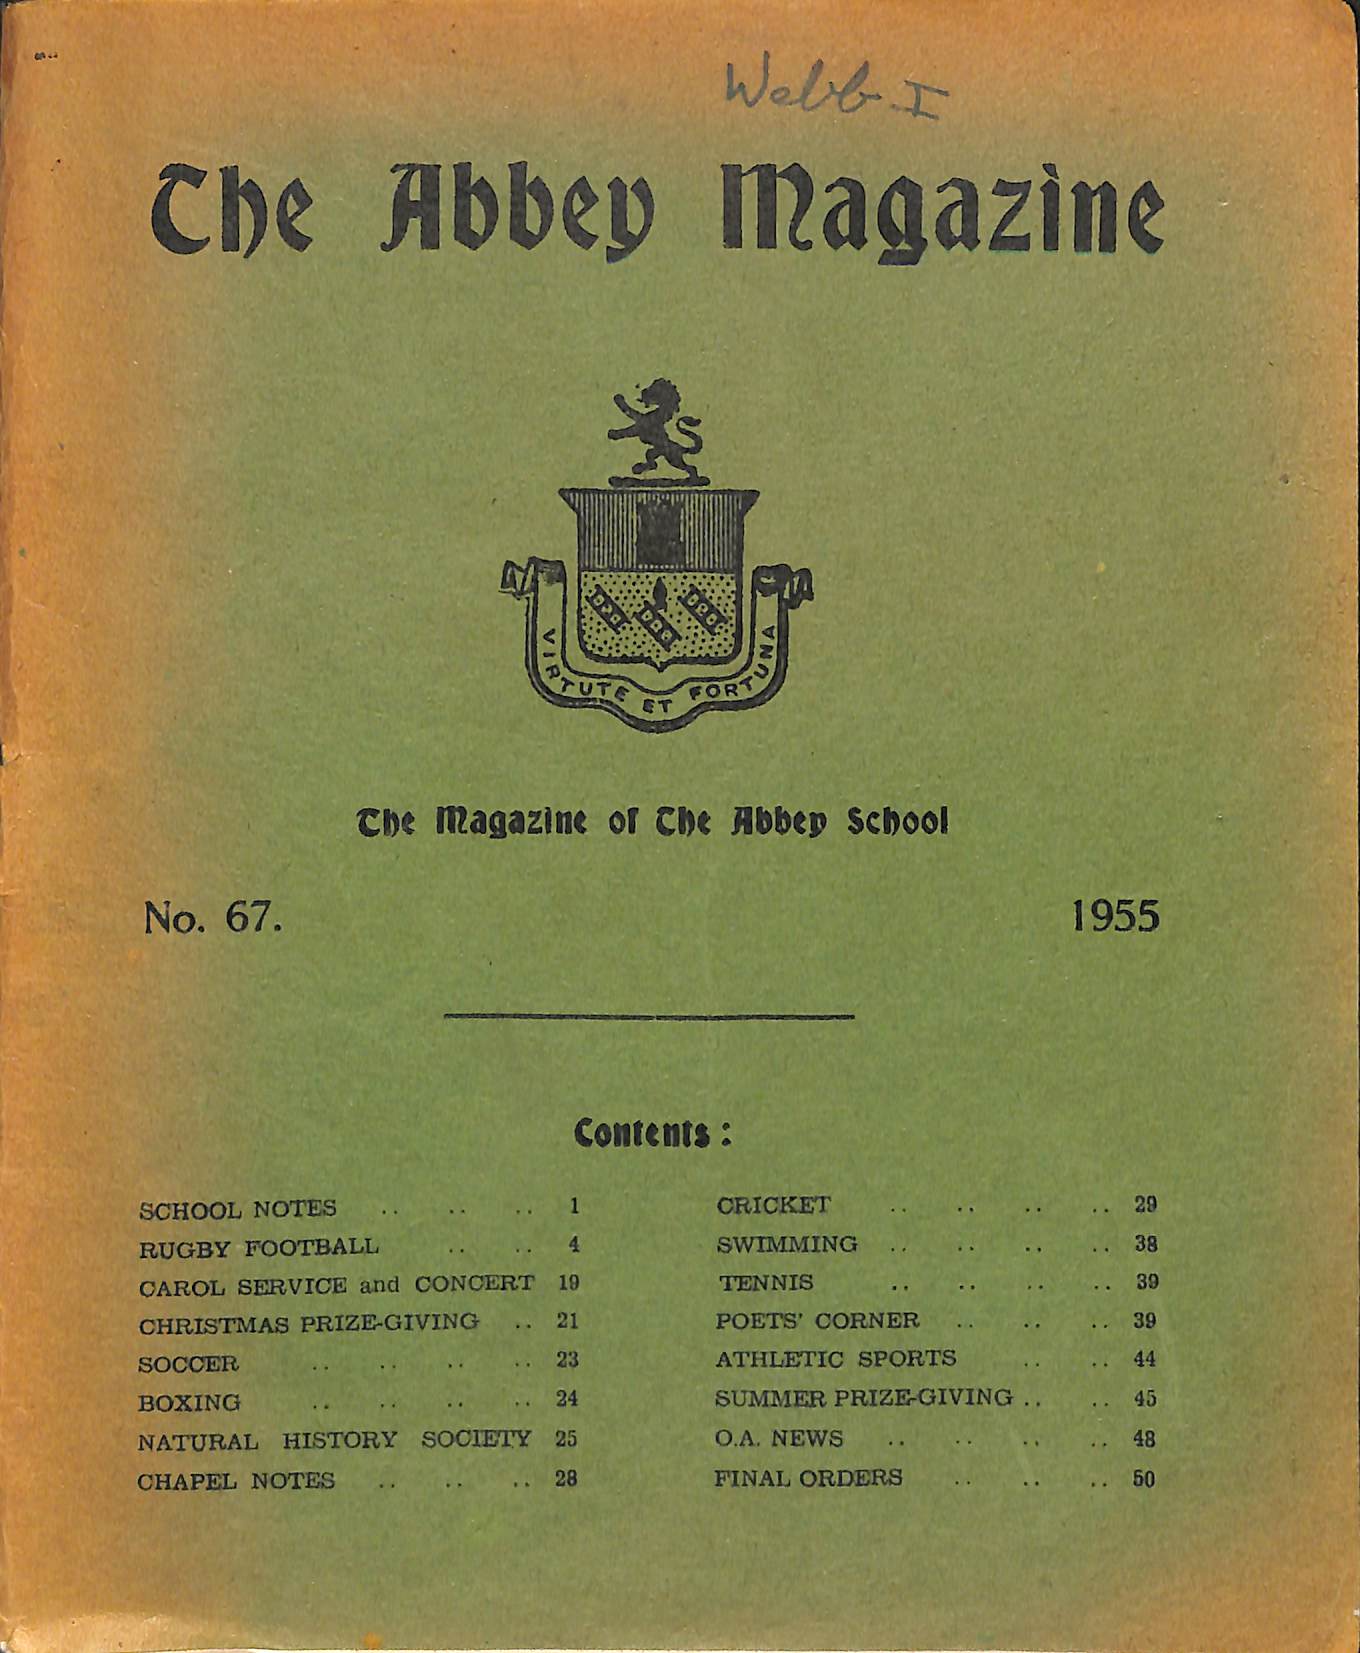 Webb I
The Abbey Magazine
VIRTUTE ET FORTUNA
The Magazine of The Abbey School
No. 67. 1955
Contents :
SCHOOL NOTES .. .. .. 1
RUGBY FOOTBALL .. .. 4
CAROL SERVICE and CONCERT 19
CHRISTMAS PRIZE-GIVING .. 21
SOCCER .. .. .. .. 23
BOXING .. .. .. .. 24
NATURAL HISTORY SOCIETY 25
CHAPEL NOTES .. .. .. 28
CRICKET .. .. .. .. 29
SWIMMING .. .. .. .. 38
TENNIS .. .. .. .. 39
POETS' CORNER .. .. .. 39
ATHLETIC SPORTS .. .. 44
SUMMER PRIZE-GIVING .. .. 45
O.A. NEWS .. .. .. .. 48
FINAL ORDERS .. .. .. 50